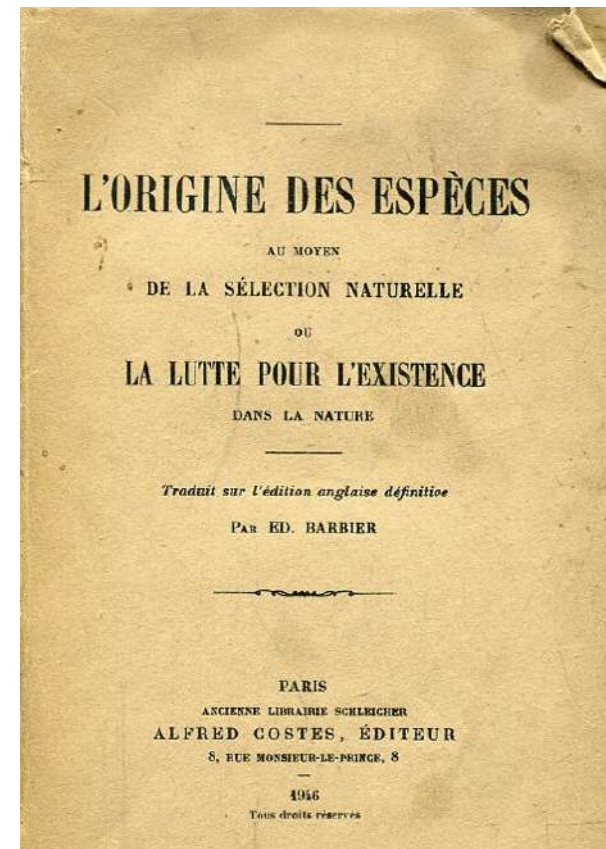 L'ORIGINE DES ESPÈCES
AU MOYEN
DE LA SÉLECTION NATURELLE
OU
LA LUTTE POUR L'EXISTENCE
DANS LA NATURE
Traduit sur l'édition anglaise définitive
PAR ED. BARBIER
PARIS
ANCIENNE LIBRAIRIE SCHLEICHER
ALFRED COSTES, ÉDITEUR
8, RUE MONSIEUR-LE-PRINCE, 8
1946
Tous droits réservés